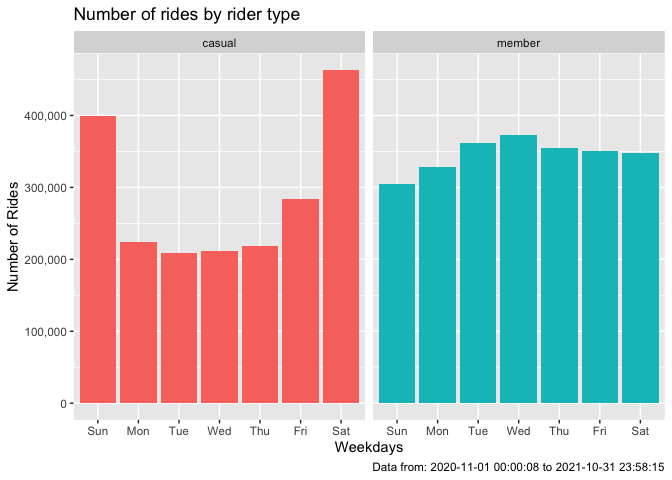 Number of rides by rider type
casual
member
Number of Rides
400,000
300,000
200,000
100,000
0
Sun Mon Tue Wed Thu Fri Sat
Sun Mon Tue Wed Thu Fri Sat
Weekdays
Data from: 2020-11-01 00:00:08 to 2021-10-31 23:58:15